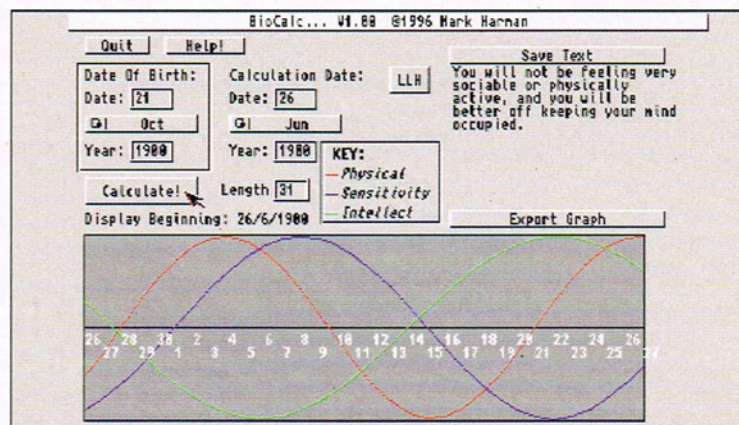 BioCalc... V1.00 @1996 Mark Harman
Quit Help!
Save Text
Date Of Birth: Calculation Date: LLH
Date: 21 Date: 26
Oct Jun
Year: 1900 Year: 1900
You will not be feeling very
sociable or physically
active, and you will be
better off keeping your mind
occupied.
KEY:
Physical
Sensitivity
Intellect
Calculate! Length 31
Display Beginning: 26/6/1900
Export Graph
26 28 30 2 4 6 8 10 12 14 16 18 20 22 24 26
27 29 1 3 5 7 9 11 13 15 17 19 21 23 25 27